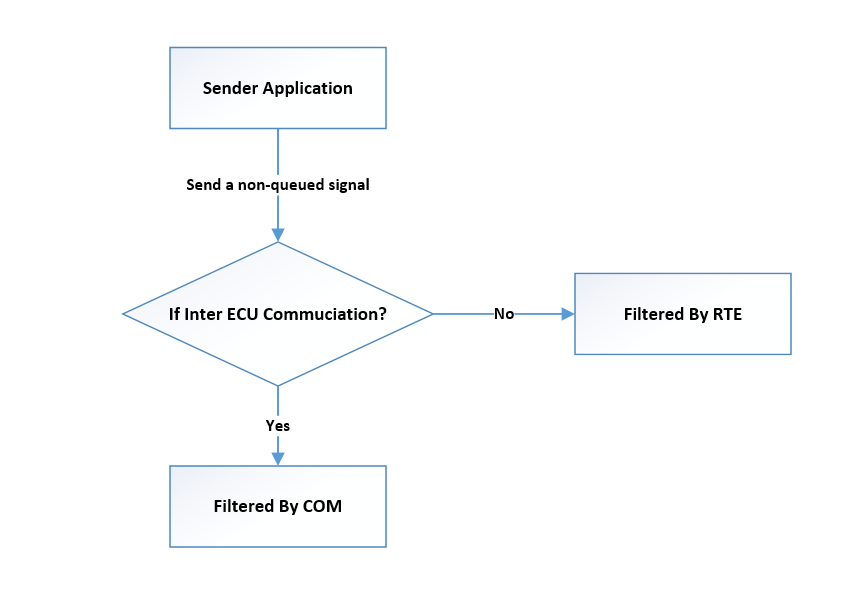 Sender Application
Send a non-queued signal
If Inter ECU Commuciation?
No
Filtered By RTE
Yes
Filtered By COM